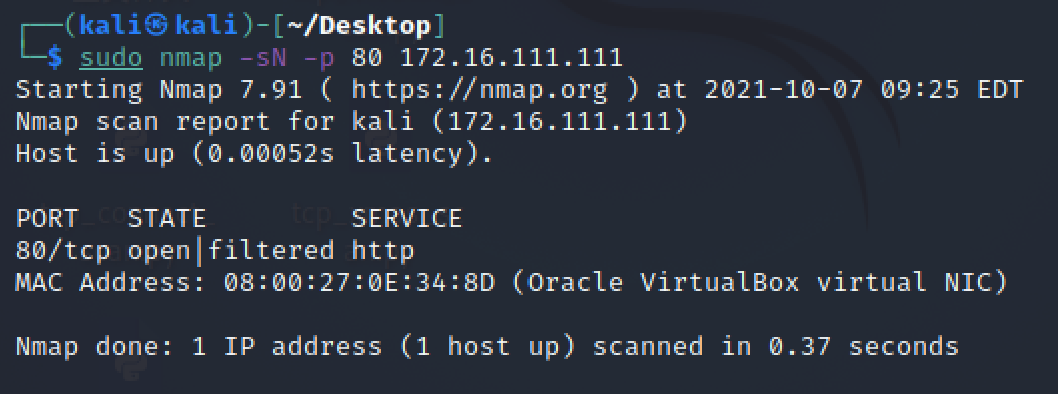 ┌──(kali㉿kali)-[~/Desktop]
└─$ sudo nmap -sN -p 80 172.16.111.111
Starting Nmap 7.91 ( https://nmap.org ) at 2021-10-07 09:25 EDT
Nmap scan report for kali (172.16.111.111)
Host is up (0.00052s latency).

PORT   STATE         SERVICE
80/tcp open|filtered http
MAC Address: 08:00:27:0E:34:8D (Oracle VirtualBox virtual NIC)

Nmap done: 1 IP address (1 host up) scanned in 0.37 seconds